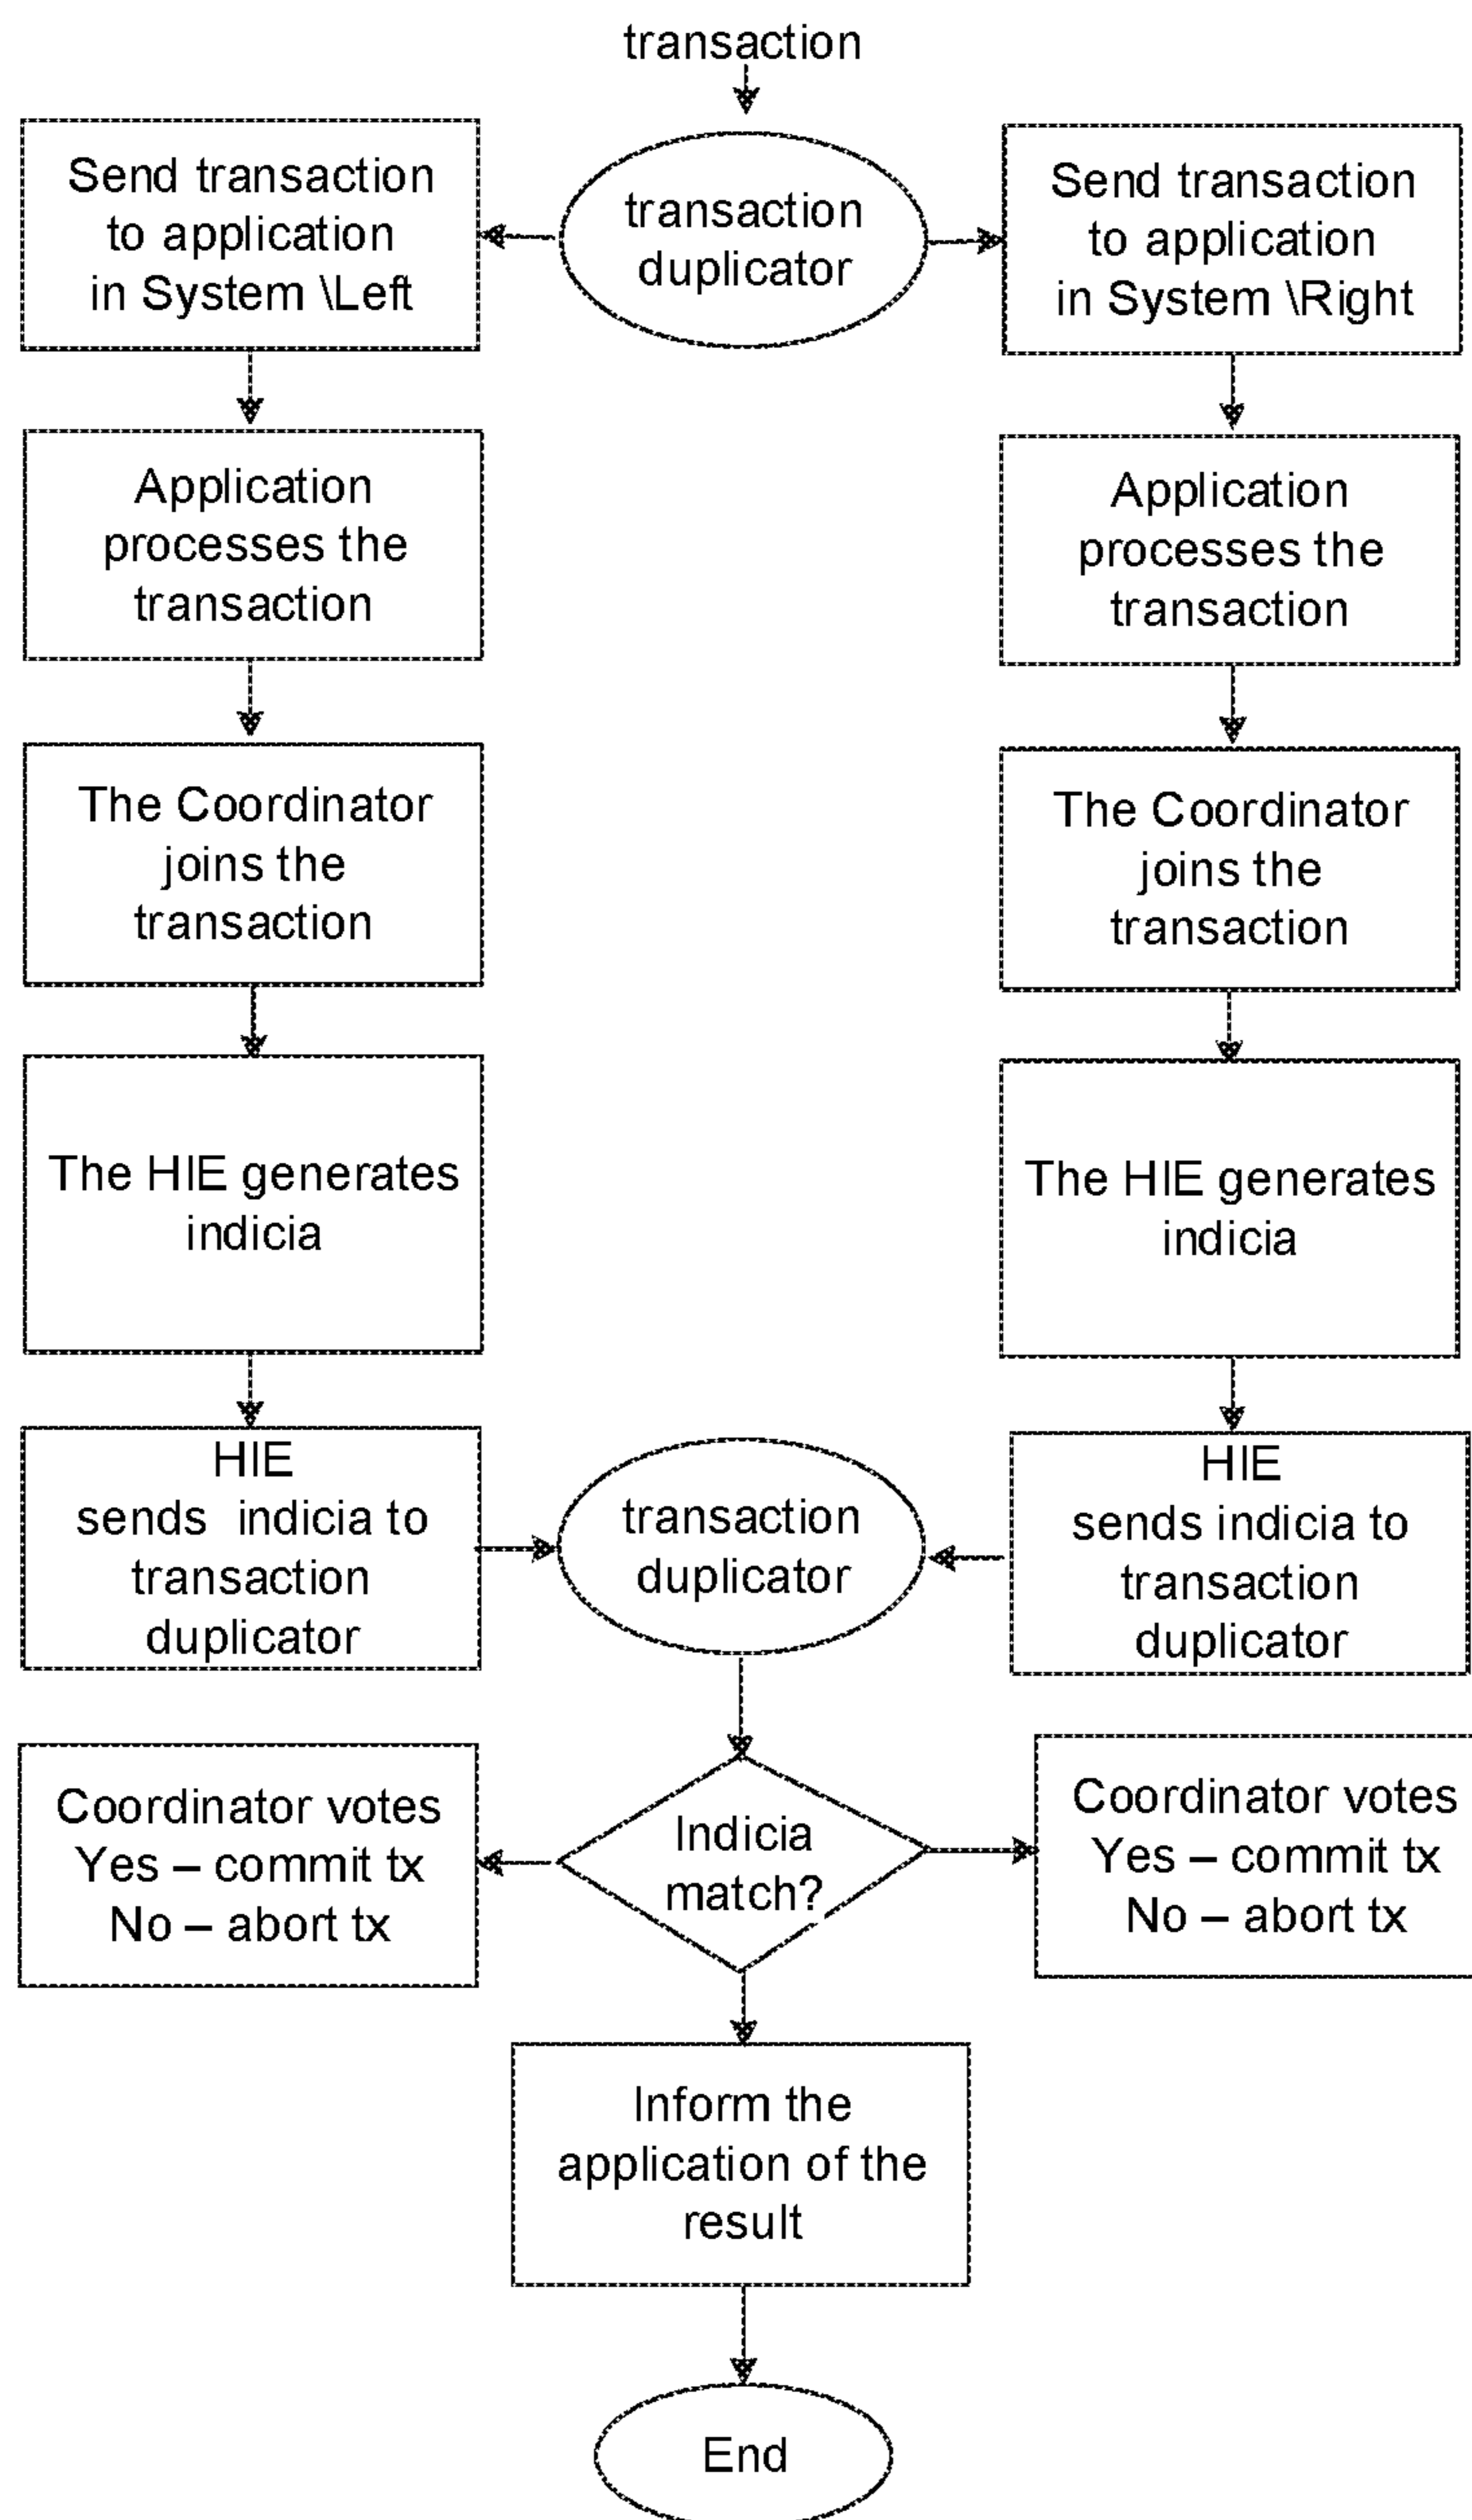 transaction
Send transaction
to application
in System \Left
transaction
duplicator
Send transaction
to application
in System \Right
Application
processes the
transaction
Application
processes the
transaction
The Coordinator
joins the
transaction
The Coordinator
joins the
transaction
The HIE generates
indicia
The HIE generates
indicia
HIE
sends indicia to
transaction
duplicator
transaction
duplicator
HIE
sends indicia to
transaction
duplicator
Coordinator votes
Yes – commit tx
No – abort tx
Indicia
match?
Coordinator votes
Yes – commit tx
No – abort tx
Inform the
application of the
result
End